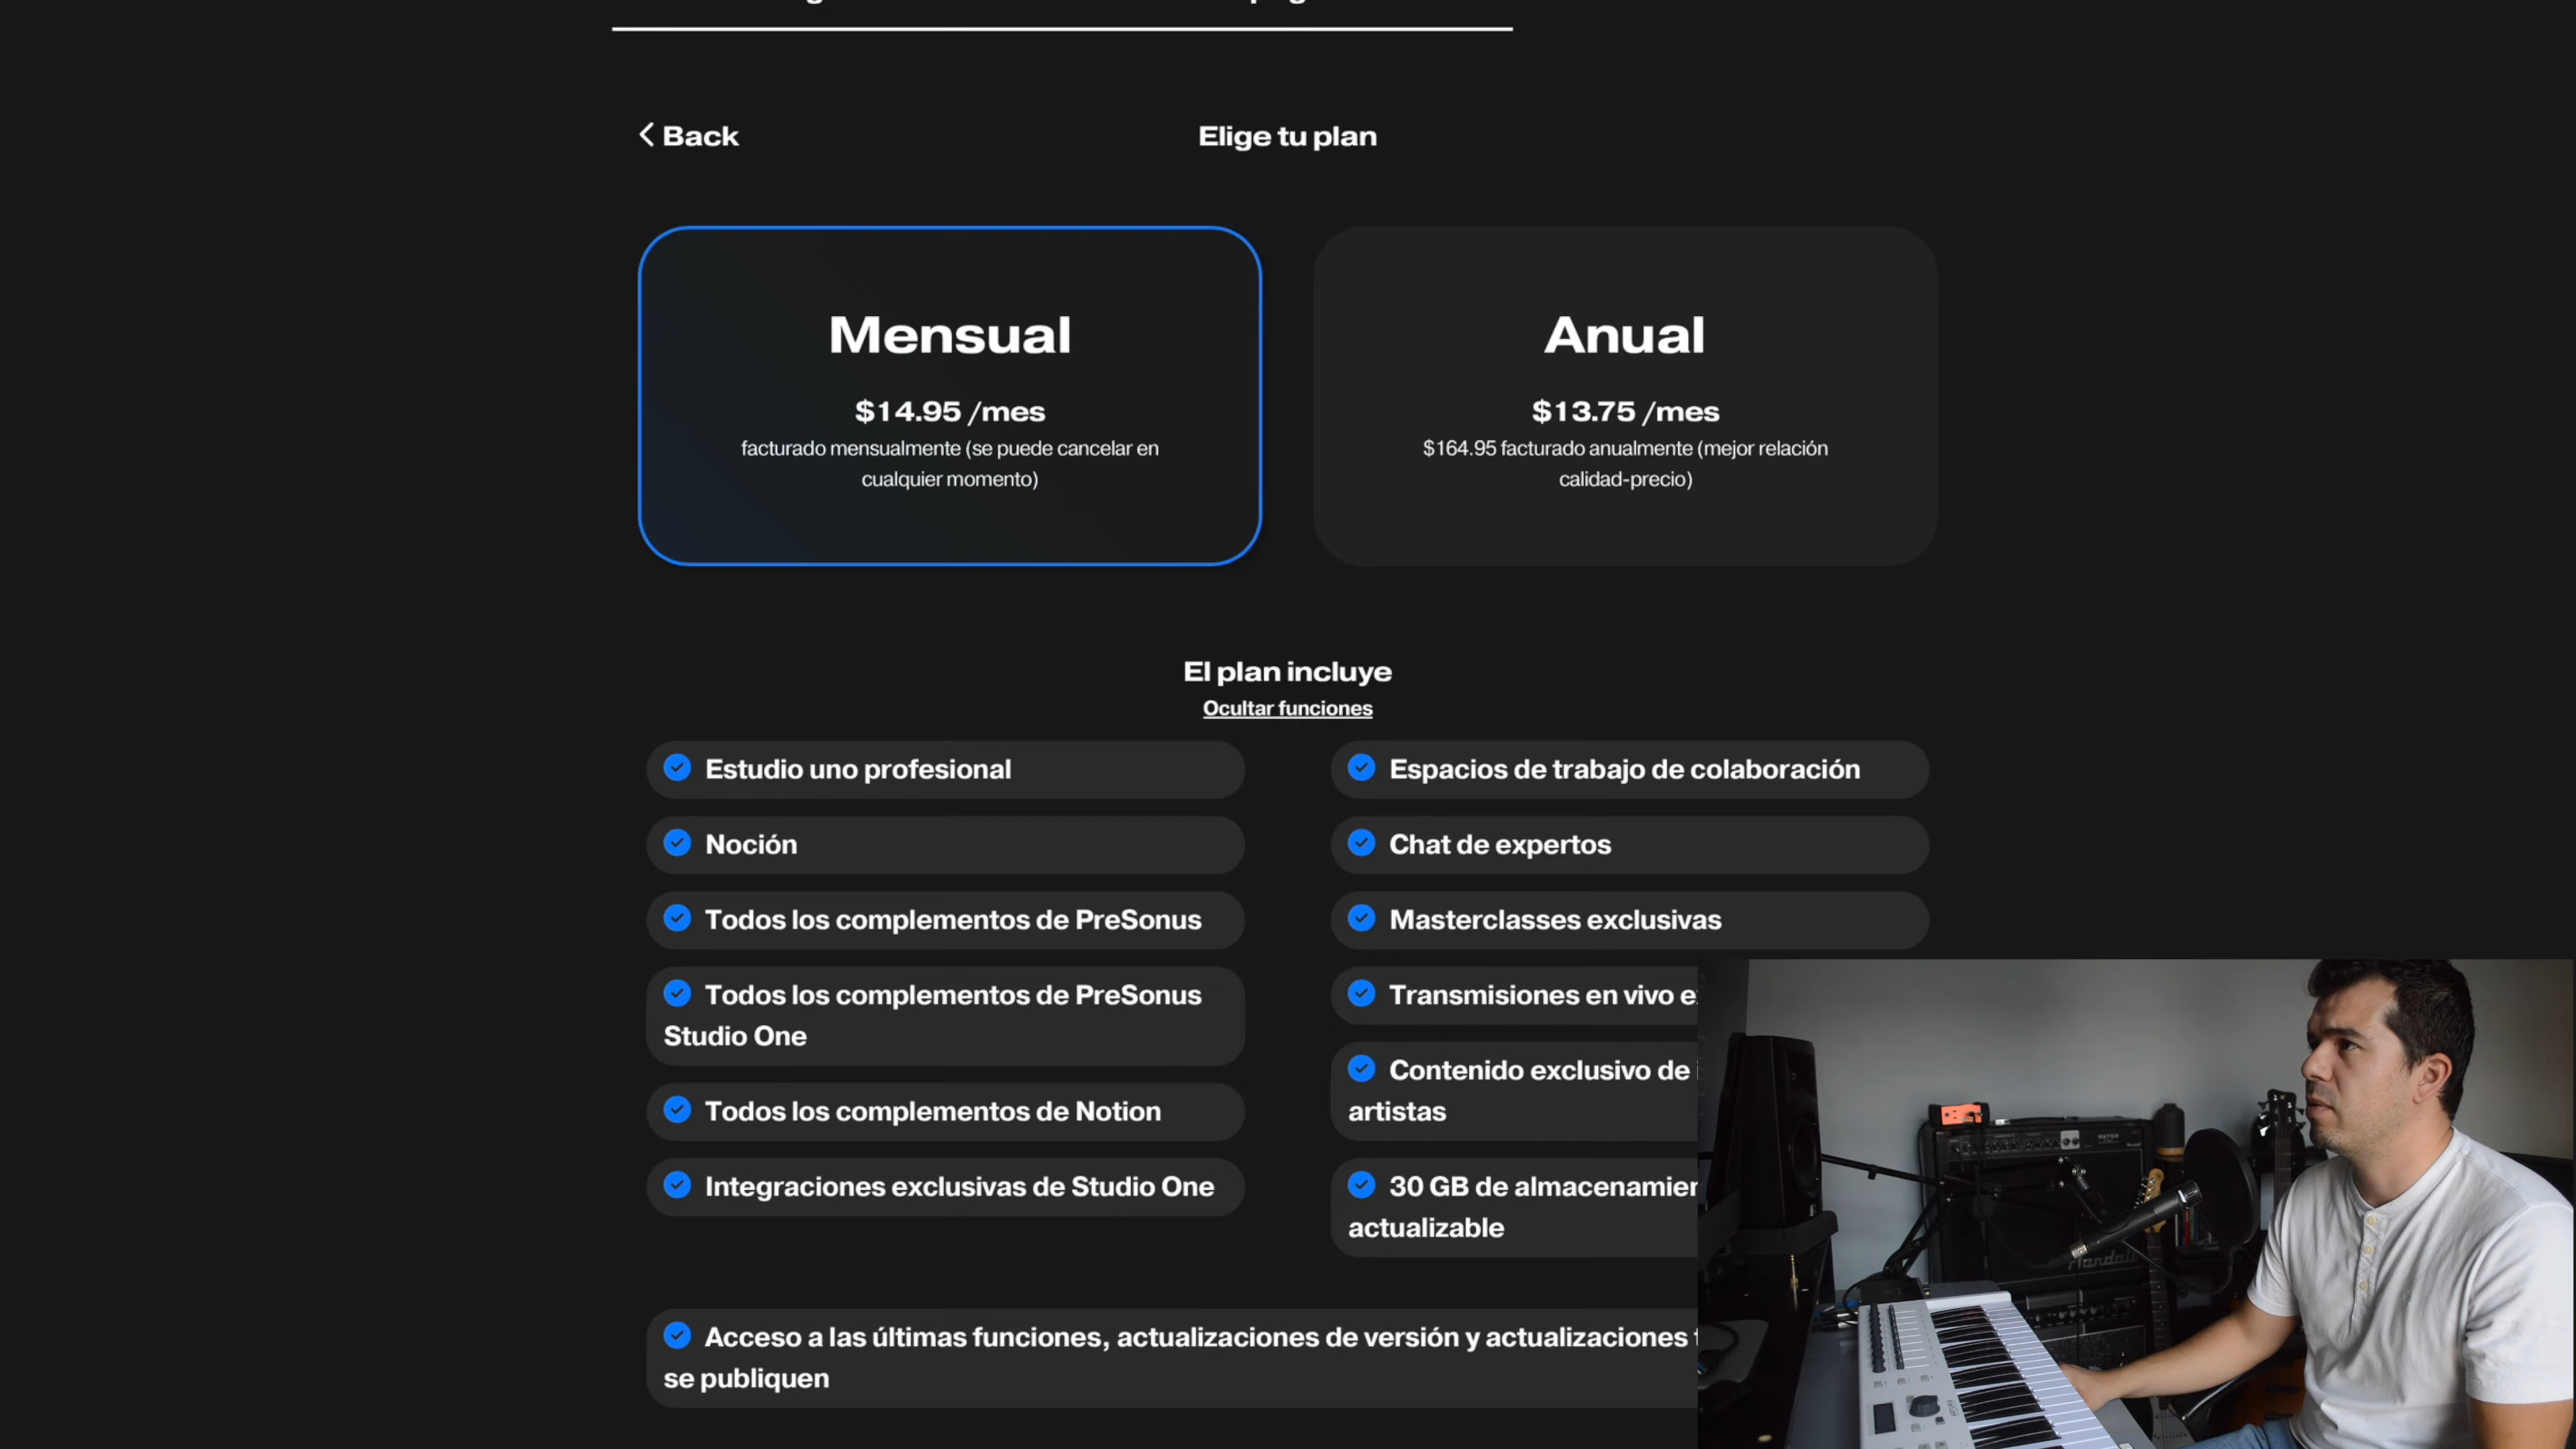 Back
Elige tu plan
Mensual
$14.95 /mes
facturado mensualmente (se puede cancelar en
cualquier momento)
Anual
$13.75 /mes
$164.95 facturado anualmente (mejor relación
calidad-precio)
El plan incluye
Ocultar funciones
Estudio uno profesional
Noción
Todos los complementos de PreSonus
Todos los complementos de PreSonus
Studio One
Todos los complementos de Notion
Integraciones exclusivas de Studio One
Espacios de trabajo de colaboración
Chat de expertos
Masterclasses exclusivas
Transmisiones en vivo
Contenido exclusivo de
artistas
30 GB de
actualizable
Acceso a las últimas funciones, actualizaciones de versión y actualizaciones
se publiquen
Randall